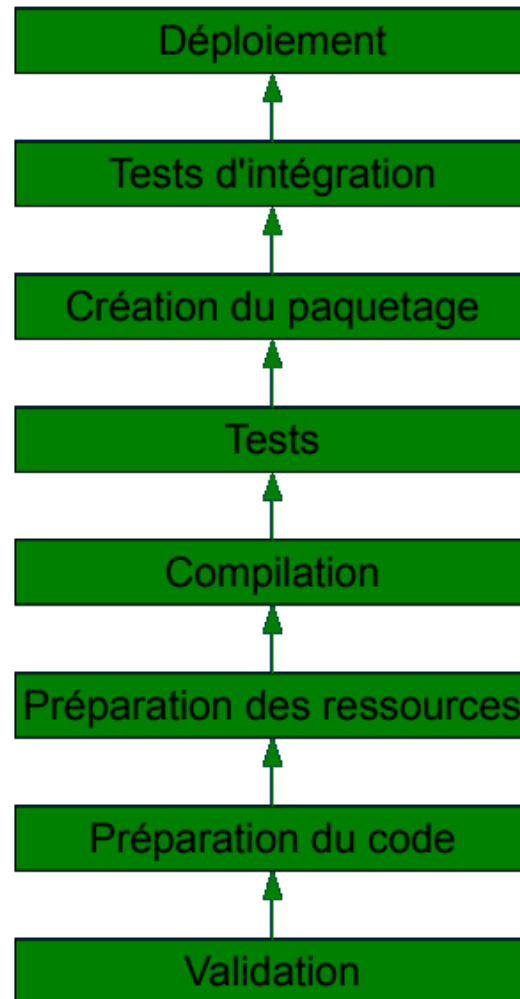 Déploiement
Tests d'intégration
Création du paquetage
Tests
Compilation
Préparation des ressources
Préparation du code
Validation